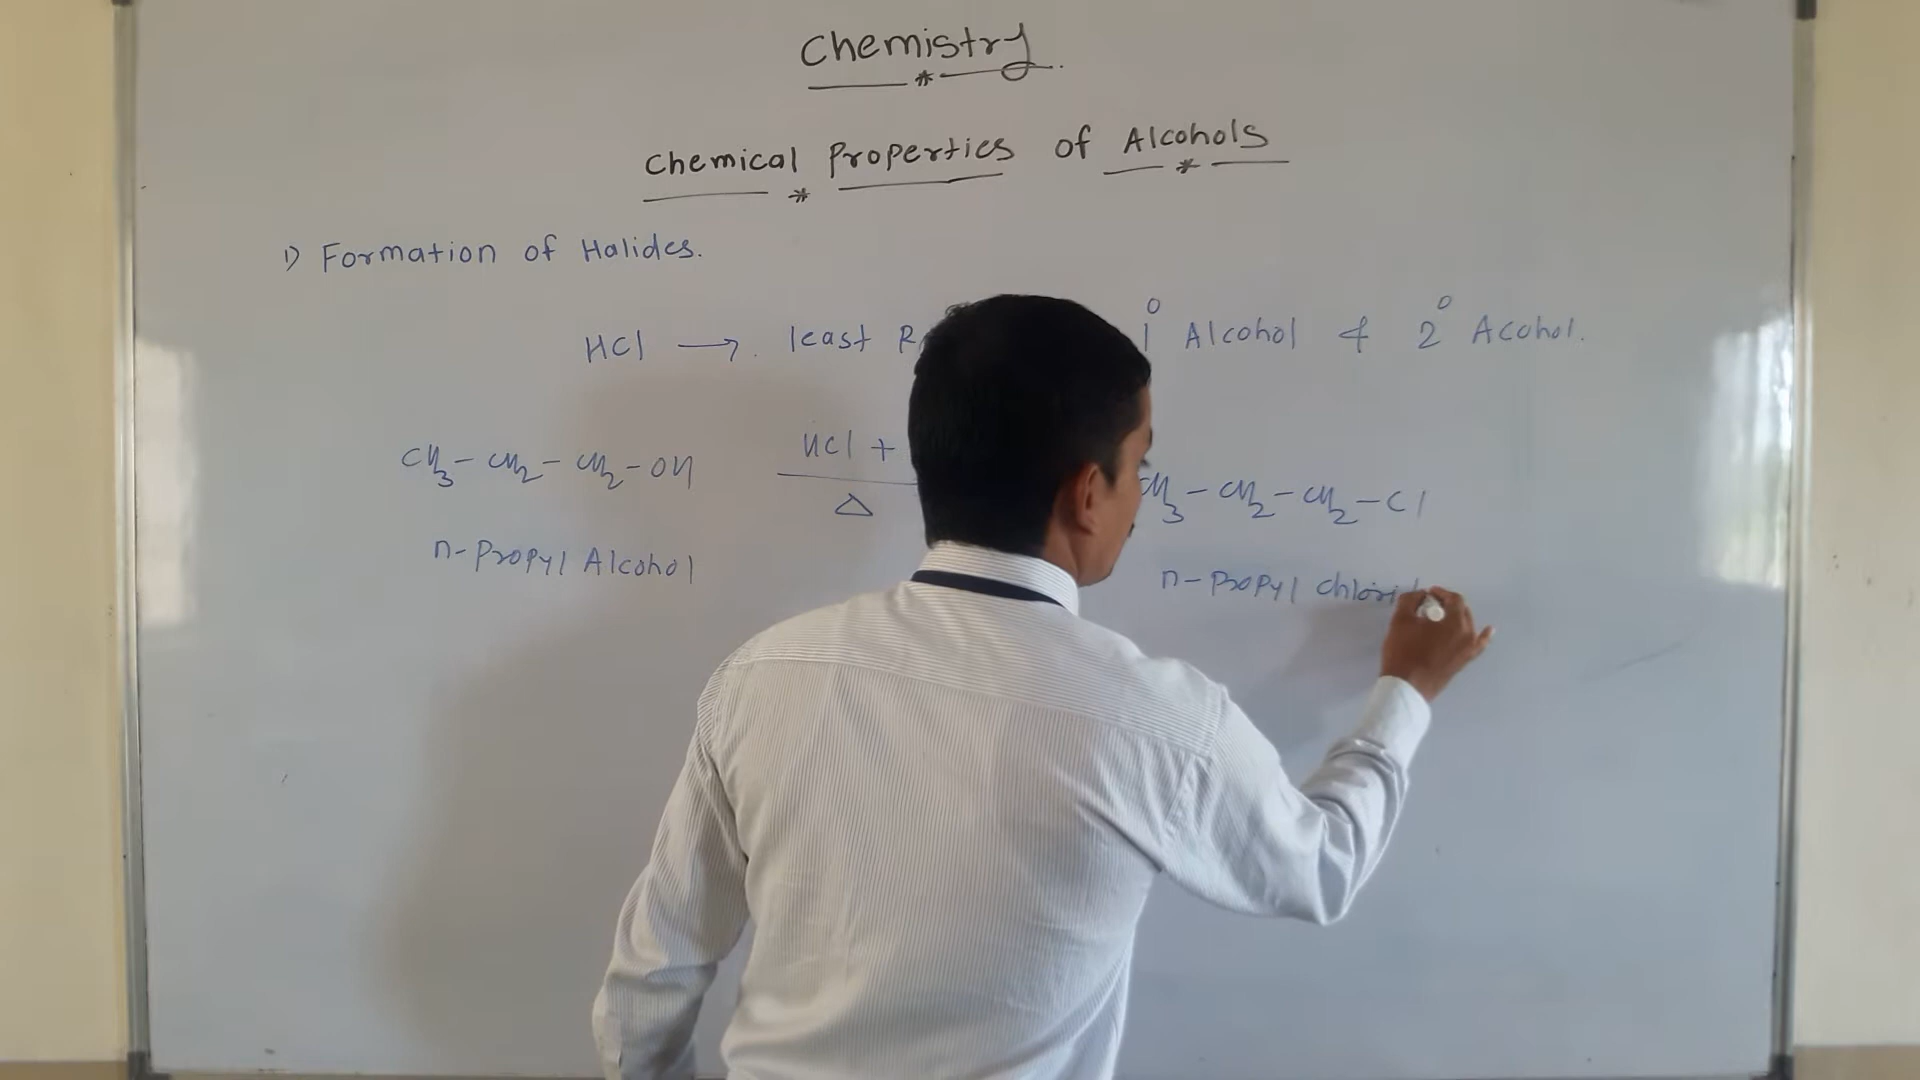 Chemistry.
Chemical Properties of Alcohols
1) Formation of Halides.
HCl → least 1° Alcohol & 2° Acohol.
CH3 - CH2 - CH2 - OH HCl + Δ CH3 - CH2 - CH2 - Cl
n-Propyl Alcohol n-propyl